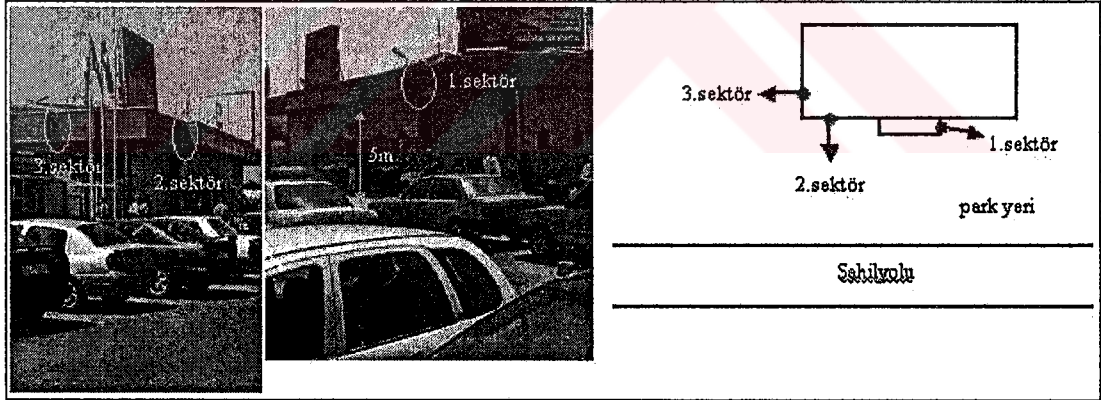 3.sektör
2.sektör
1.sektör
5m.
3.sektör
1.sektör
2.sektör
park yeri
Sahilyolu